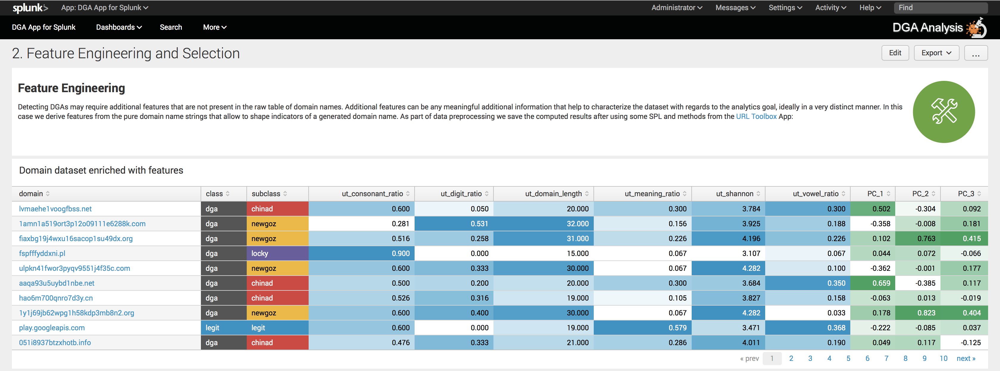 splunk> App: DGA App for Splunk Administrator Messages Settings Activity Help Find
DGA App for Splunk Dashboards Search More DGA Analysis
2. Feature Engineering and Selection Edit Export ...
Feature Engineering
Detecting DGAs may require additional features that are not present in the raw table of domain names. Additional features can be any meaningful additional information that help to characterize the dataset with regards to the analytics goal, ideally in a very distinct manner. In this
case we derive features from the pure domain name strings that allow to shape indicators of a generated domain name. As part of data preprocessing we save the computed results after using some SPL and methods from the URL Toolbox App:
Domain dataset enriched with features
domain class subclass ut_consonant_ratio ut_digit_ratio ut_domain_length ut_meaning_ratio ut_shannon ut_vowel_ratio PC_1 PC_2 PC_3
lvmaehe1voogfbss.net dga chinad 0.600 0.050 20.000 0.300 3.784 0.300 0.502 -0.304 0.092
1amn1a519ort3p12o09111e6288k.com dga newgoz 0.281 0.531 32.000 0.156 3.925 0.188 -0.358 -0.008 0.181
fiaxbg19j4wxu16sacop1su49dx.org dga newgoz 0.516 0.258 31.000 0.226 4.196 0.226 0.102 0.763 0.415
fspfffyddxni.pl dga locky 0.900 0.000 15.000 0.067 3.107 0.067 0.044 0.072 -0.066
ulpkn41fwor3pyqv9551j4f35c.com dga newgoz 0.600 0.333 30.000 0.067 4.282 0.100 -0.362 -0.001 0.177
aaqa93u5uybd1nbe.net dga chinad 0.500 0.200 20.000 0.300 3.684 0.350 0.659 -0.385 0.117
hao6m700qnro7d3y.cn dga chinad 0.526 0.316 19.000 0.105 3.827 0.158 -0.063 0.013 -0.019
1y1j69jb62wpg1h58kdp3mb8n2.org dga newgoz 0.600 0.400 30.000 0.067 4.282 0.033 0.178 0.823 0.404
play.googleapis.com legit legit 0.600 0.000 19.000 0.579 3.471 0.368 -0.222 -0.085 0.037
051i8937btzxhotb.info dga chinad 0.476 0.333 21.000 0.286 4.011 0.190 0.049 0.117 -0.125
« prev 1 2 3 4 5 6 7 8 9 10 next »